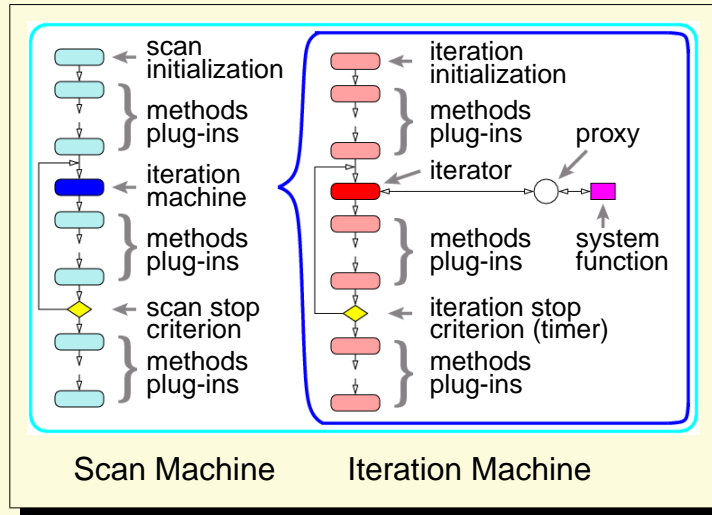 scan
initialization
methods
plug-ins
iteration
machine
methods
plug-ins
scan stop
criterion
methods
plug-ins
iteration
initialization
methods
plug-ins
proxy
iterator
methods
plug-ins
system
function
iteration stop
criterion (timer)
methods
plug-ins
Scan Machine
Iteration Machine